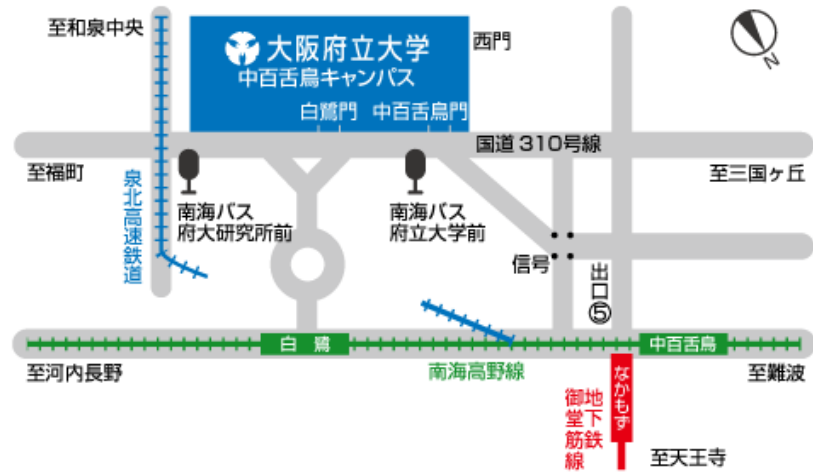 至和泉中央
大阪府立大学
中百舌鳥キャンパス
西門
白鷺門
中百舌鳥門
N
国道310号線
至福町
至三国ヶ丘
泉北高速鉄道
南海バス
府大研究所前
南海バス
府立大学前
信号
出口⑤
白鷺
中百舌鳥
至河内長野
南海高野線
至難波
なかもず
地下鉄
御堂筋線
至天王寺